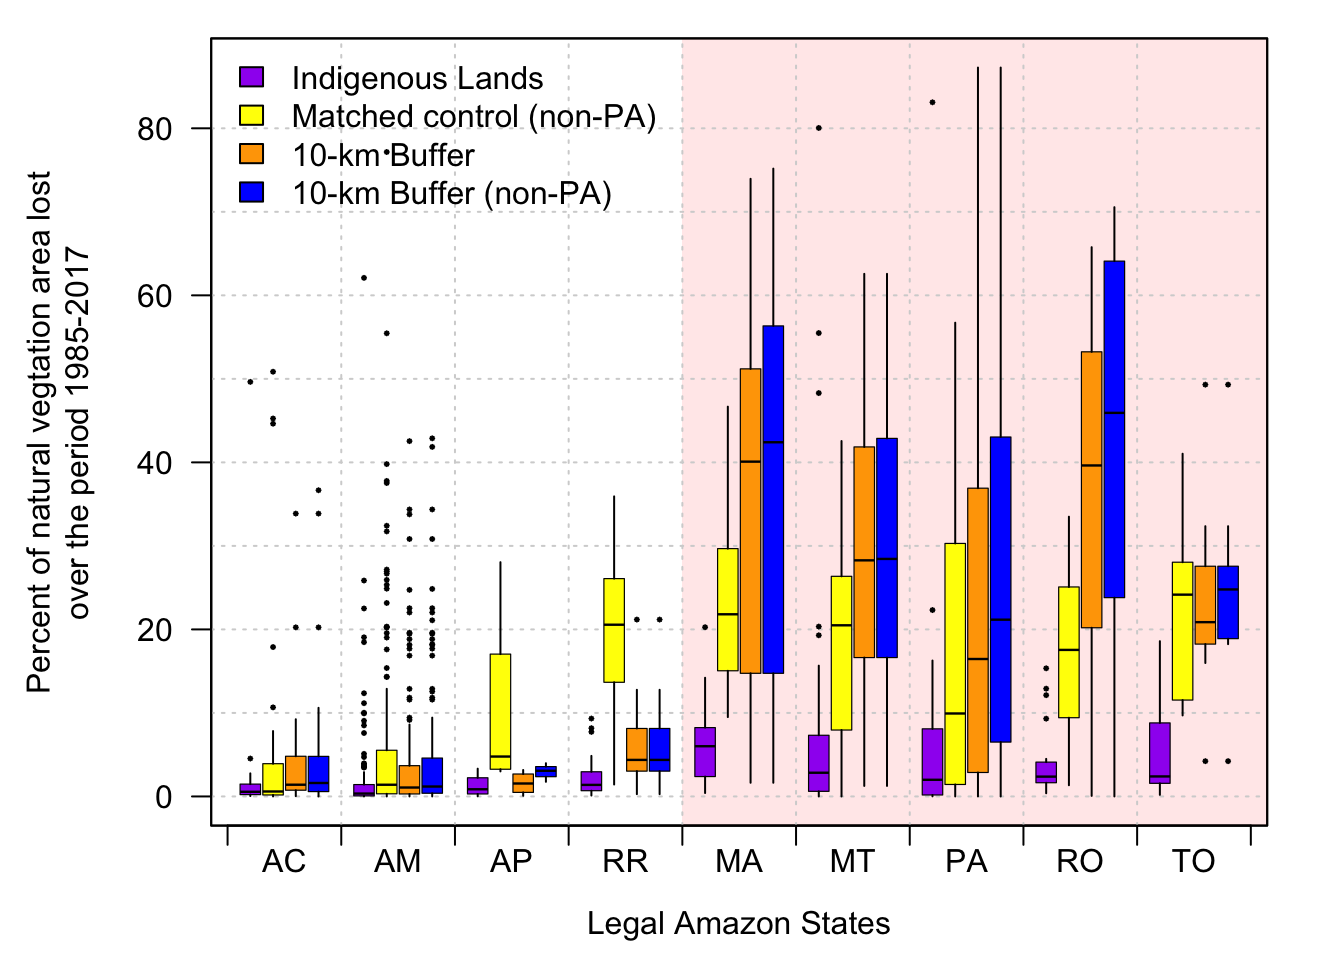 Indigenous Lands
Matched control (non-PA)
10-km Buffer
10-km Buffer (non-PA)
Percent of natural vegtation area lost
over the period 1985-2017
80
60
40
20
0
AC AM AP RR MA MT PA RO TO
Legal Amazon States